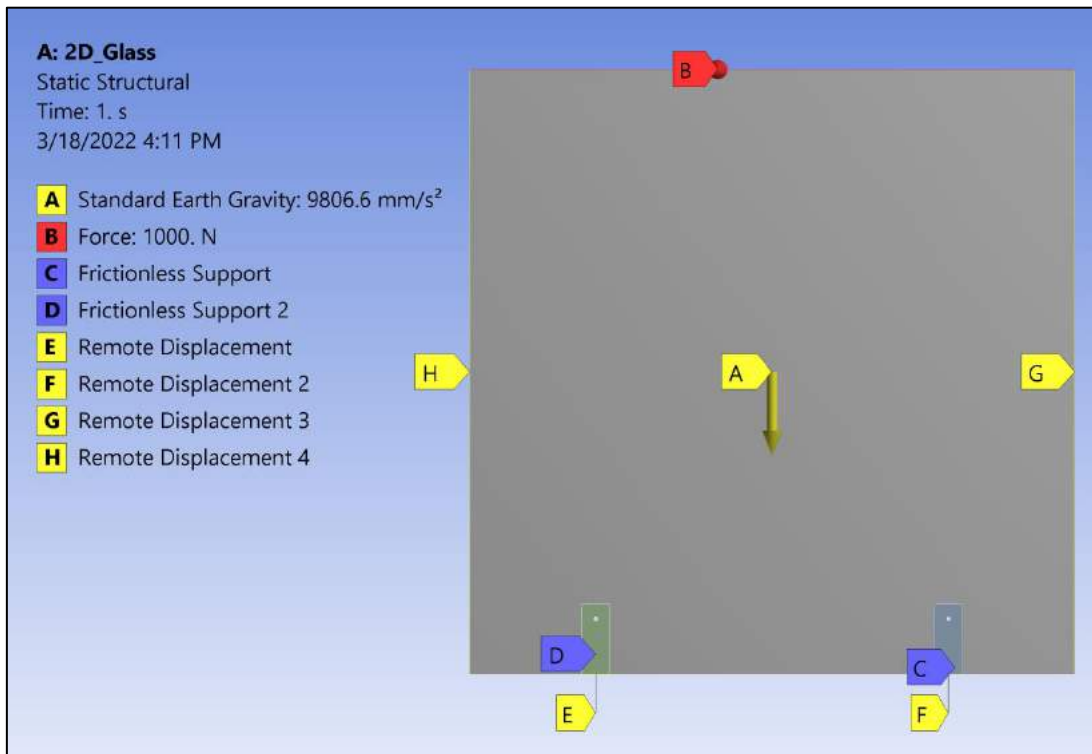 A: 2D_Glass
Static Structural
Time: 1. s
3/18/2022 4:11 PM
A Standard Earth Gravity: 9806.6 mm/s²
B Force: 1000. N
C Frictionless Support
D Frictionless Support 2
E Remote Displacement
F Remote Displacement 2
G Remote Displacement 3
H Remote Displacement 4
B
H
A
G
D
C
E
F